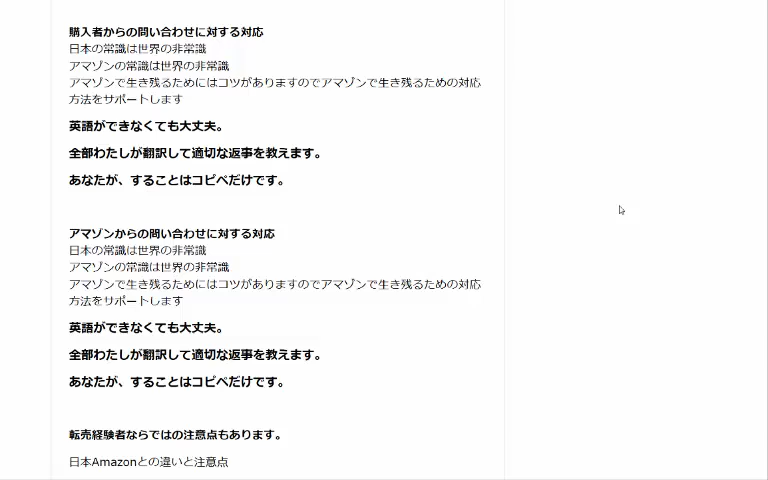 購入者からの問い合わせに対する対応
日本の常識は世界の非常識
アマゾンの常識は世界の非常識
アマゾンで生き残るためにはコツがありますのでアマゾンで生き残るための対応
方法をサポートします
英語ができなくても大丈夫。
全部わたしが翻訳して適切な返事を教えます。
あなたが、することはコピペだけです。
アマゾンからの問い合わせに対する対応
日本の常識は世界の非常識
アマゾンの常識は世界の非常識
アマゾンで生き残るためにはコツがありますのでアマゾンで生き残るための対応
方法をサポートします
英語ができなくても大丈夫。
全部わたしが翻訳して適切な返事を教えます。
あなたが、することはコピペだけです。
転売経験者ならではの注意点もあります。
日本Amazonとの違いと注意点